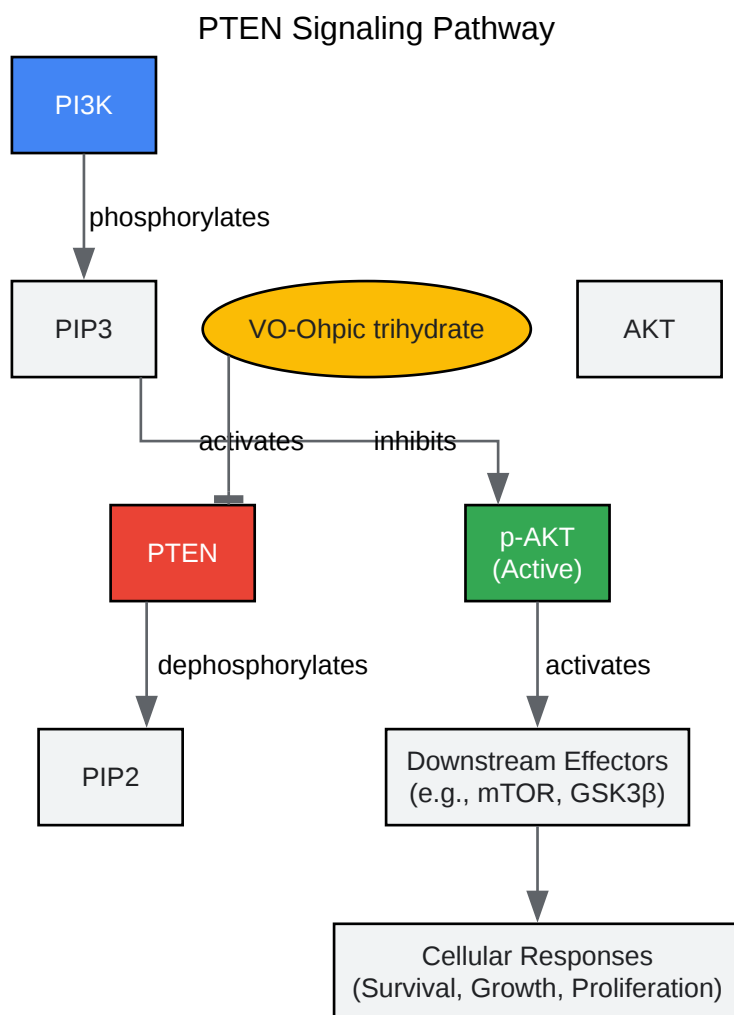 PTEN Signaling Pathway
PI3K
phosphorylates
PIP3
VO-Ohpic trihydrate
AKT
activates
inhibits
PTEN
p-AKT
(Active)
dephosphorylates
activates
PIP2
Downstream Effectors
(e.g., mTOR, GSK3β)
Cellular Responses
(Survival, Growth, Proliferation)